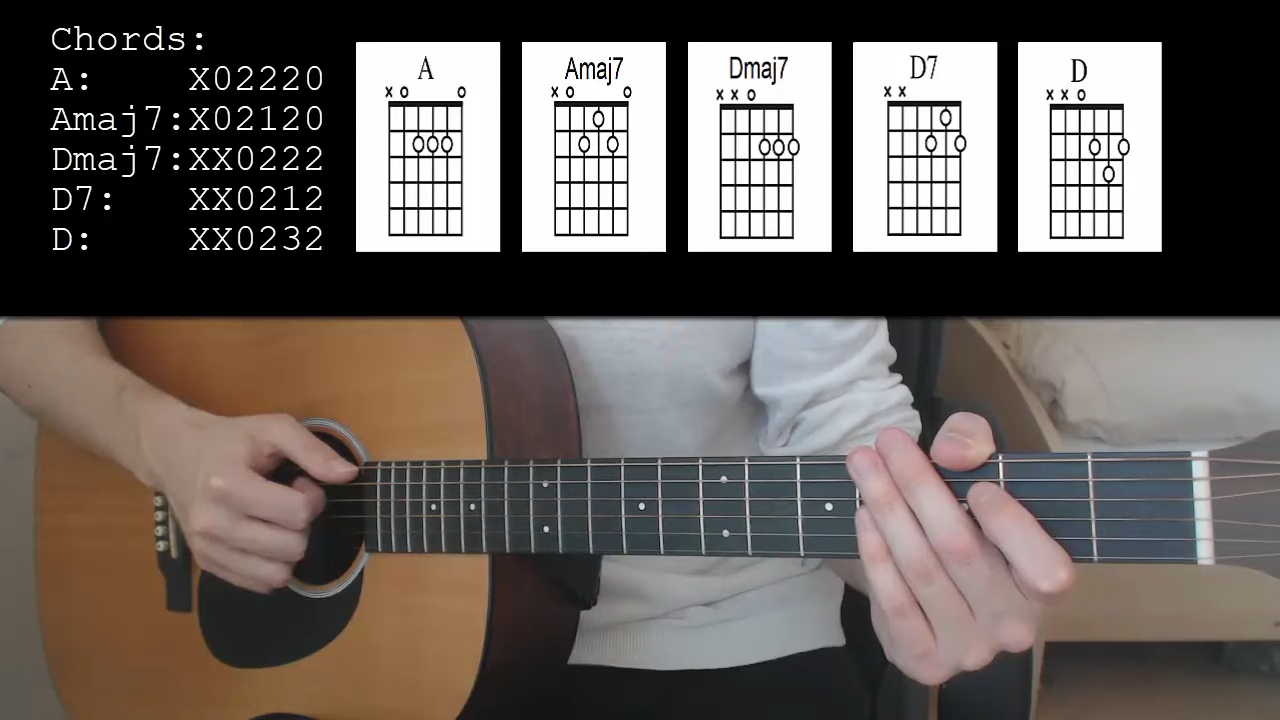 Chords:
A: X02220
Amaj7:X02120
Dmaj7:XX0222
D7: XX0212
D: XX0232
A
x o o
Amaj7
x o o
Dmaj7
x x o
D7
x x
D
x x o